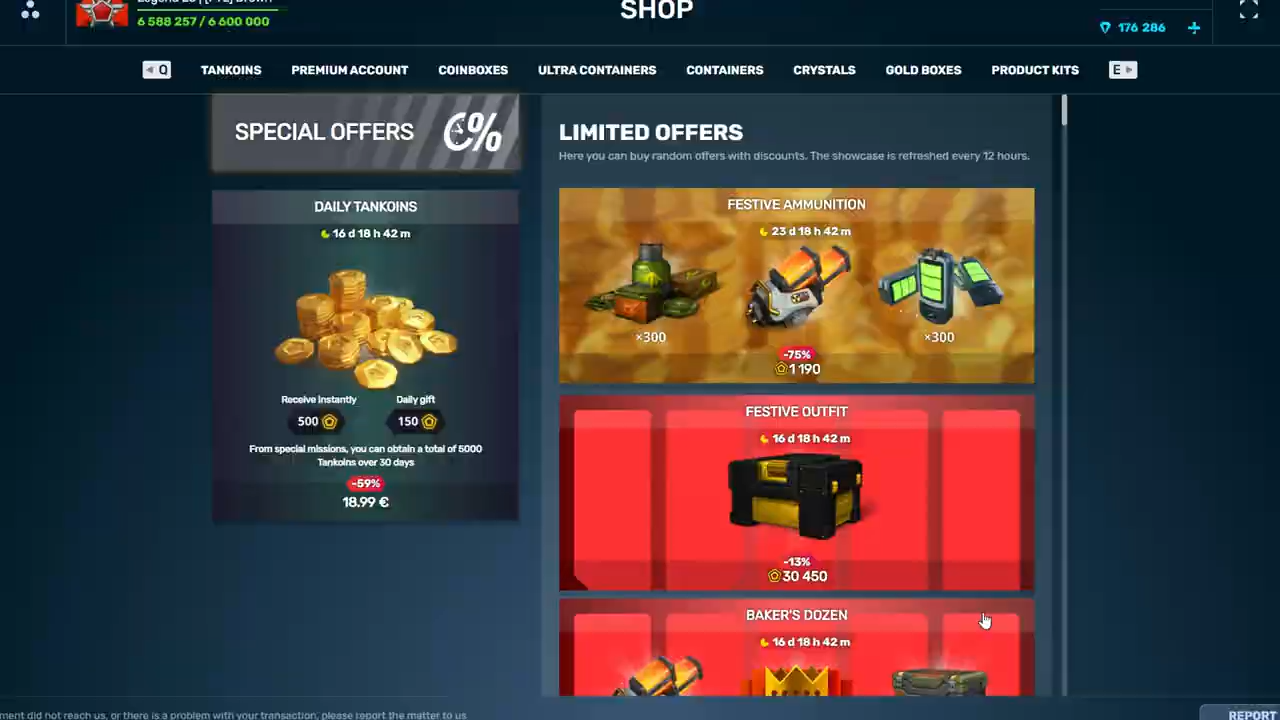 SHOP
6 588 257 / 6 600 000
176 286
Q
TANKOINS
PREMIUM ACCOUNT
COINBOXES
ULTRA CONTAINERS
CONTAINERS
CRYSTALS
GOLD BOXES
PRODUCT KITS
E
SPECIAL OFFERS
%
DAILY TANKOINS
16 d 18 h 42 m
Receive instantly
Daily gift
500
150
From special missions, you can obtain a total of 5000
Tankoins over 30 days
-59%
18.99 €
LIMITED OFFERS
Here you can buy random offers with discounts. The showcase is refreshed every 12 hours.
FESTIVE AMMUNITION
23 d 18 h 42 m
×300
×300
-75%
1 190
FESTIVE OUTFIT
16 d 18 h 42 m
-13%
30 450
BAKER'S DOZEN
16 d 18 h 42 m
ment did not reach us, or there is a problem with your transaction, please report the matter to us
REPORT